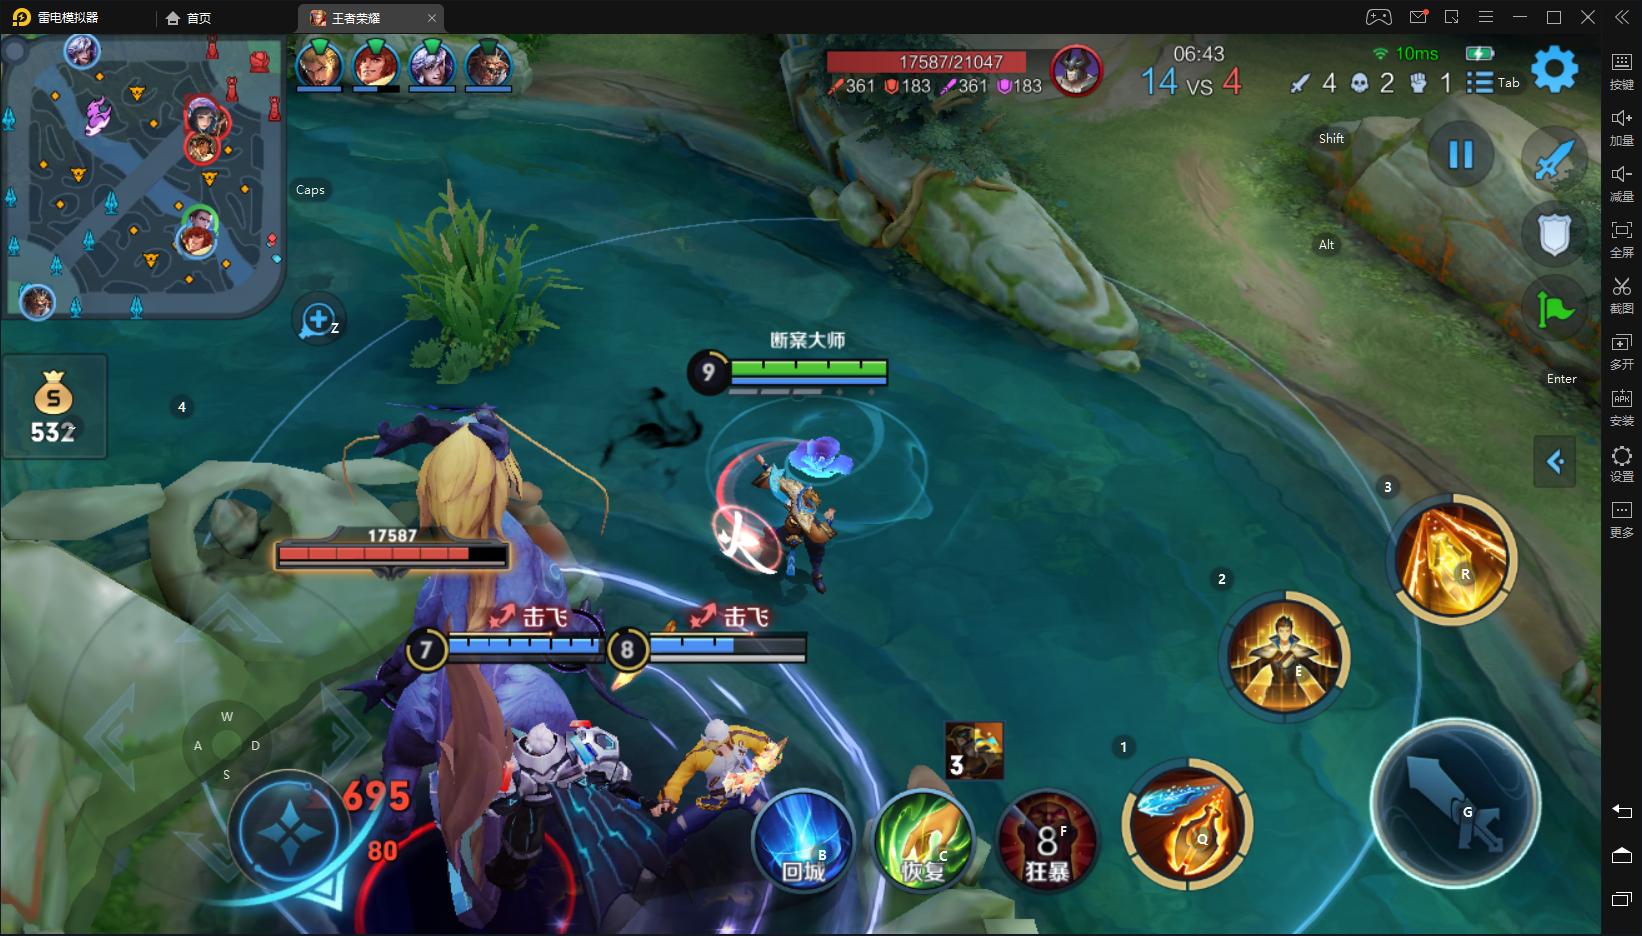 雷电模拟器
首页
王者荣耀
17587/21047
361 183 361 183
06:43
14 vs 4
10ms
4 2 1
Tab
按键
加量
减量
全屏
截图
多开
APK
安装
设置
更多
Shift
Alt
Enter
Caps
Z
S
532
4
断案大师
9
17587
击飞
击飞
7
8
火
3
R
2
E
W
A D
S
695
80
3
1
回城 B
恢复 C
8 F
狂暴
Q
G